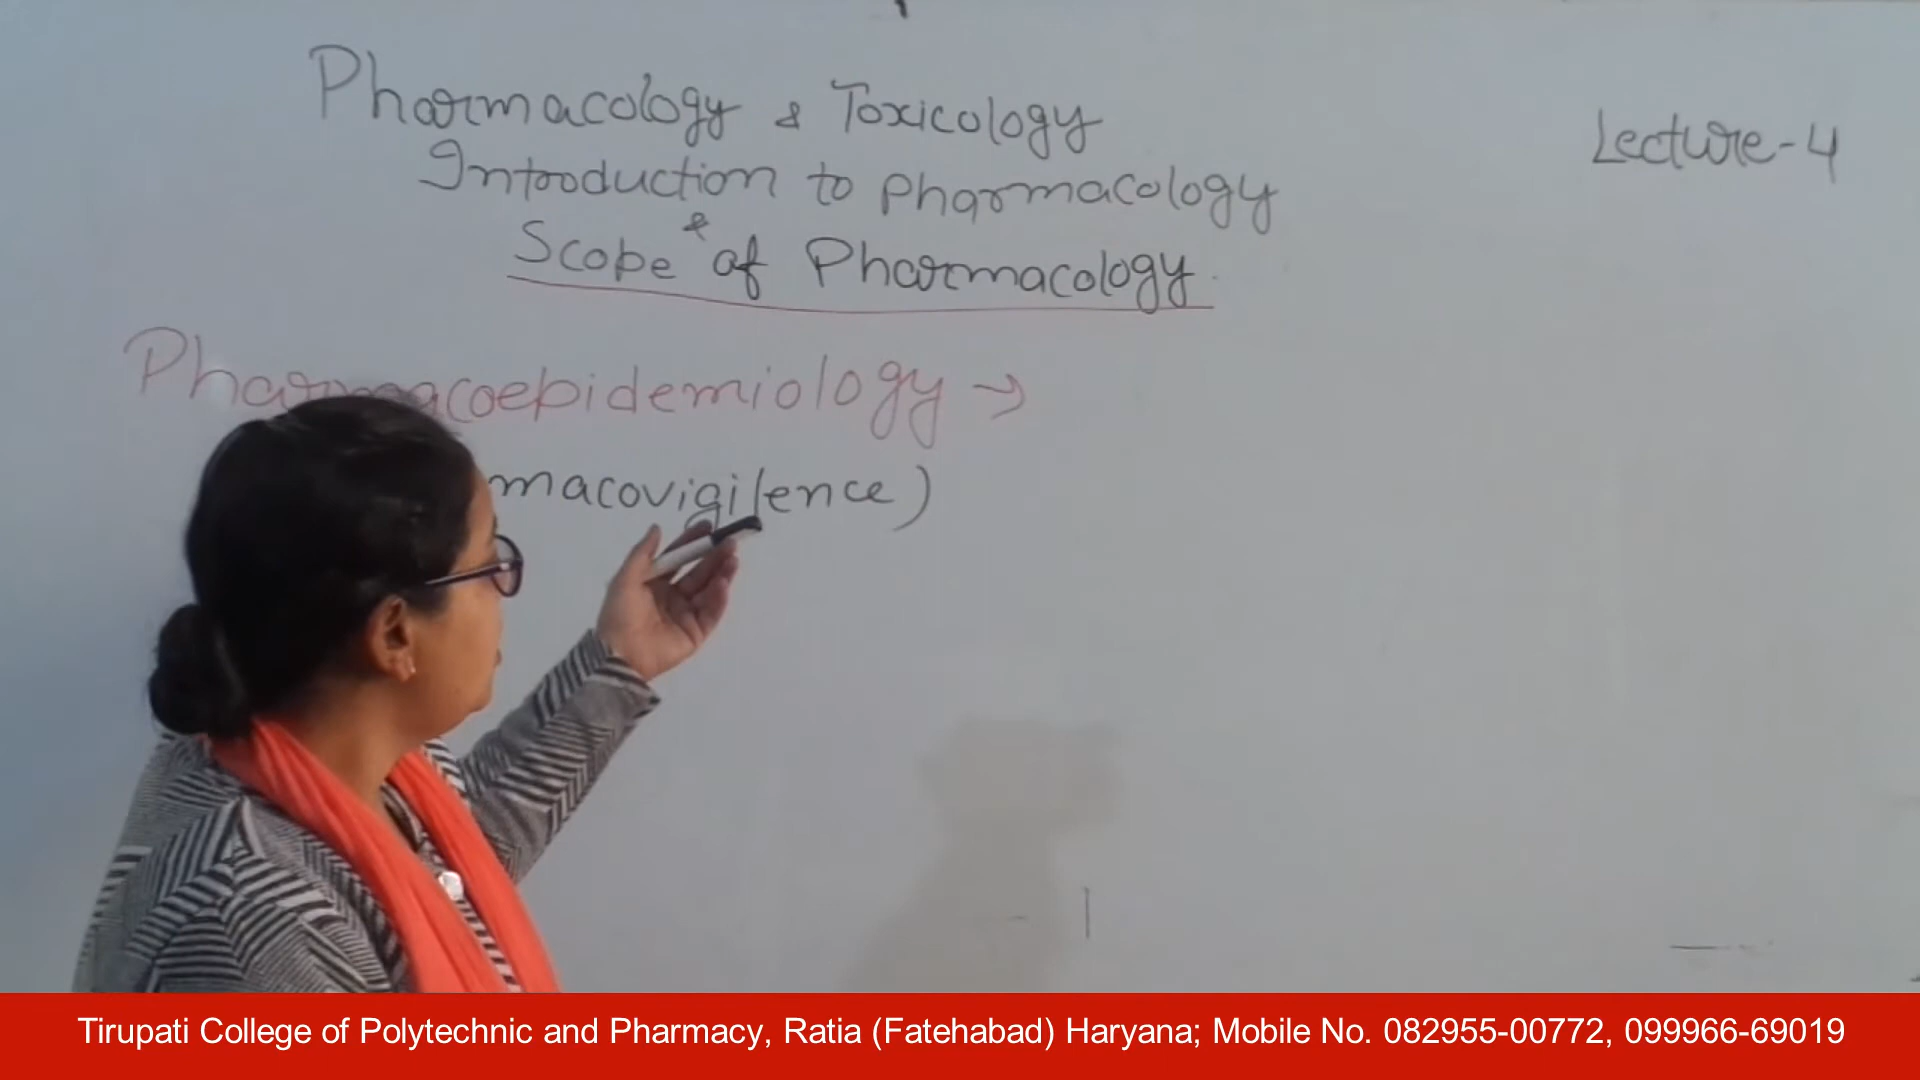 Pharmacology & Toxicology
Lecture-4
Introduction to Pharmacology
&
Scope of Pharmacology
Pharmacoepidemiology →
macovigilence)
Tirupati College of Polytechnic and Pharmacy, Ratia (Fatehabad) Haryana; Mobile No. 082955-00772, 099966-69019